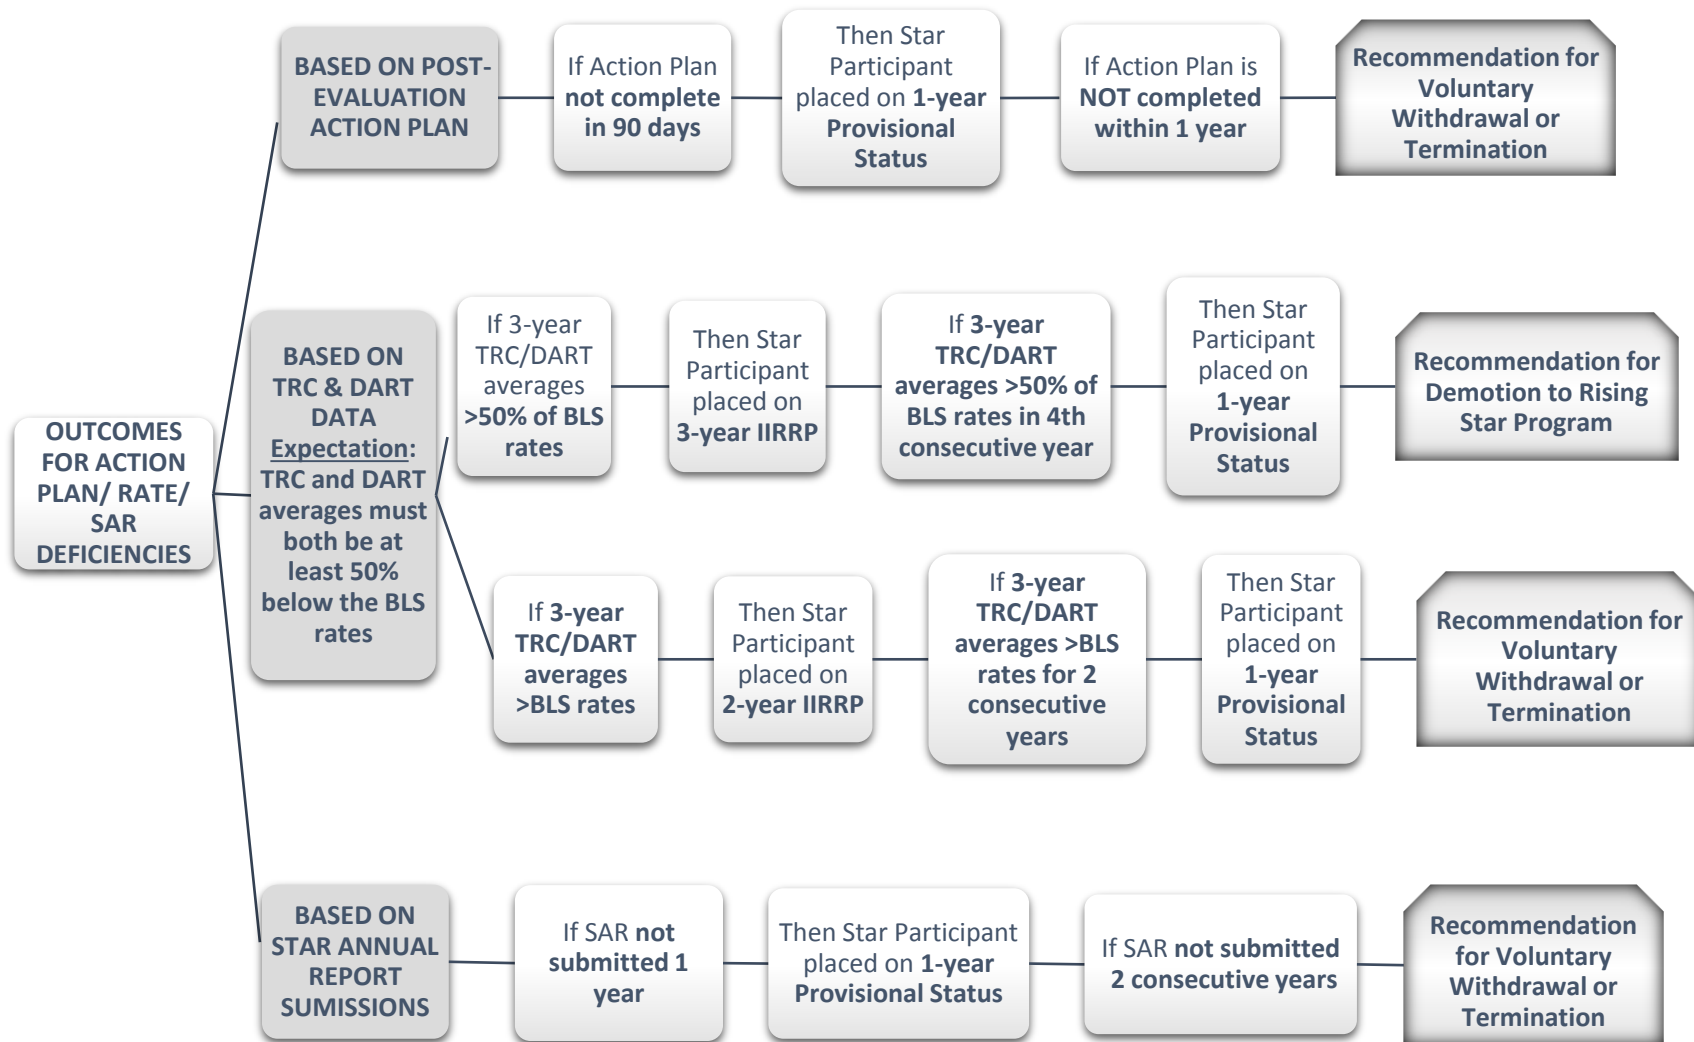 BASED ON POST-
EVALUATION
ACTION PLAN
If Action Plan
not complete
in 90 days
Then Star
Participant
placed on 1-year
Provisional
Status
If Action Plan is
NOT completed
within 1 year
Recommendation for
Voluntary
Withdrawal or
Termination
OUTCOMES
FOR ACTION
PLAN/ RATE/
SAR
DEFICIENCIES
BASED ON
TRC & DART
DATA
Expectation:
TRC and DART
averages must
both be at
least 50%
below the BLS
rates
If 3-year
TRC/DART
averages
>50% of BLS
rates
Then Star
Participant
placed on
3-year IIRRP
If 3-year
TRC/DART
averages >50% of
BLS rates in 4th
consecutive year
Then Star
Participant
placed on
1-year
Provisional
Status
Recommendation for
Demotion to Rising
Star Program
If 3-year
TRC/DART
averages
>BLS rates
Then Star
Participant
placed on
2-year IIRRP
If 3-year
TRC/DART
averages >BLS
rates for 2
consecutive
years
Then Star
Participant
placed on
1-year
Provisional
Status
Recommendation for
Voluntary
Withdrawal or
Termination
BASED ON
STAR ANNUAL
REPORT
SUMISSIONS
If SAR not
submitted 1
year
Then Star Participant
placed on 1-year
Provisional Status
If SAR not submitted
2 consecutive years
Recommendation
for Voluntary
Withdrawal or
Termination